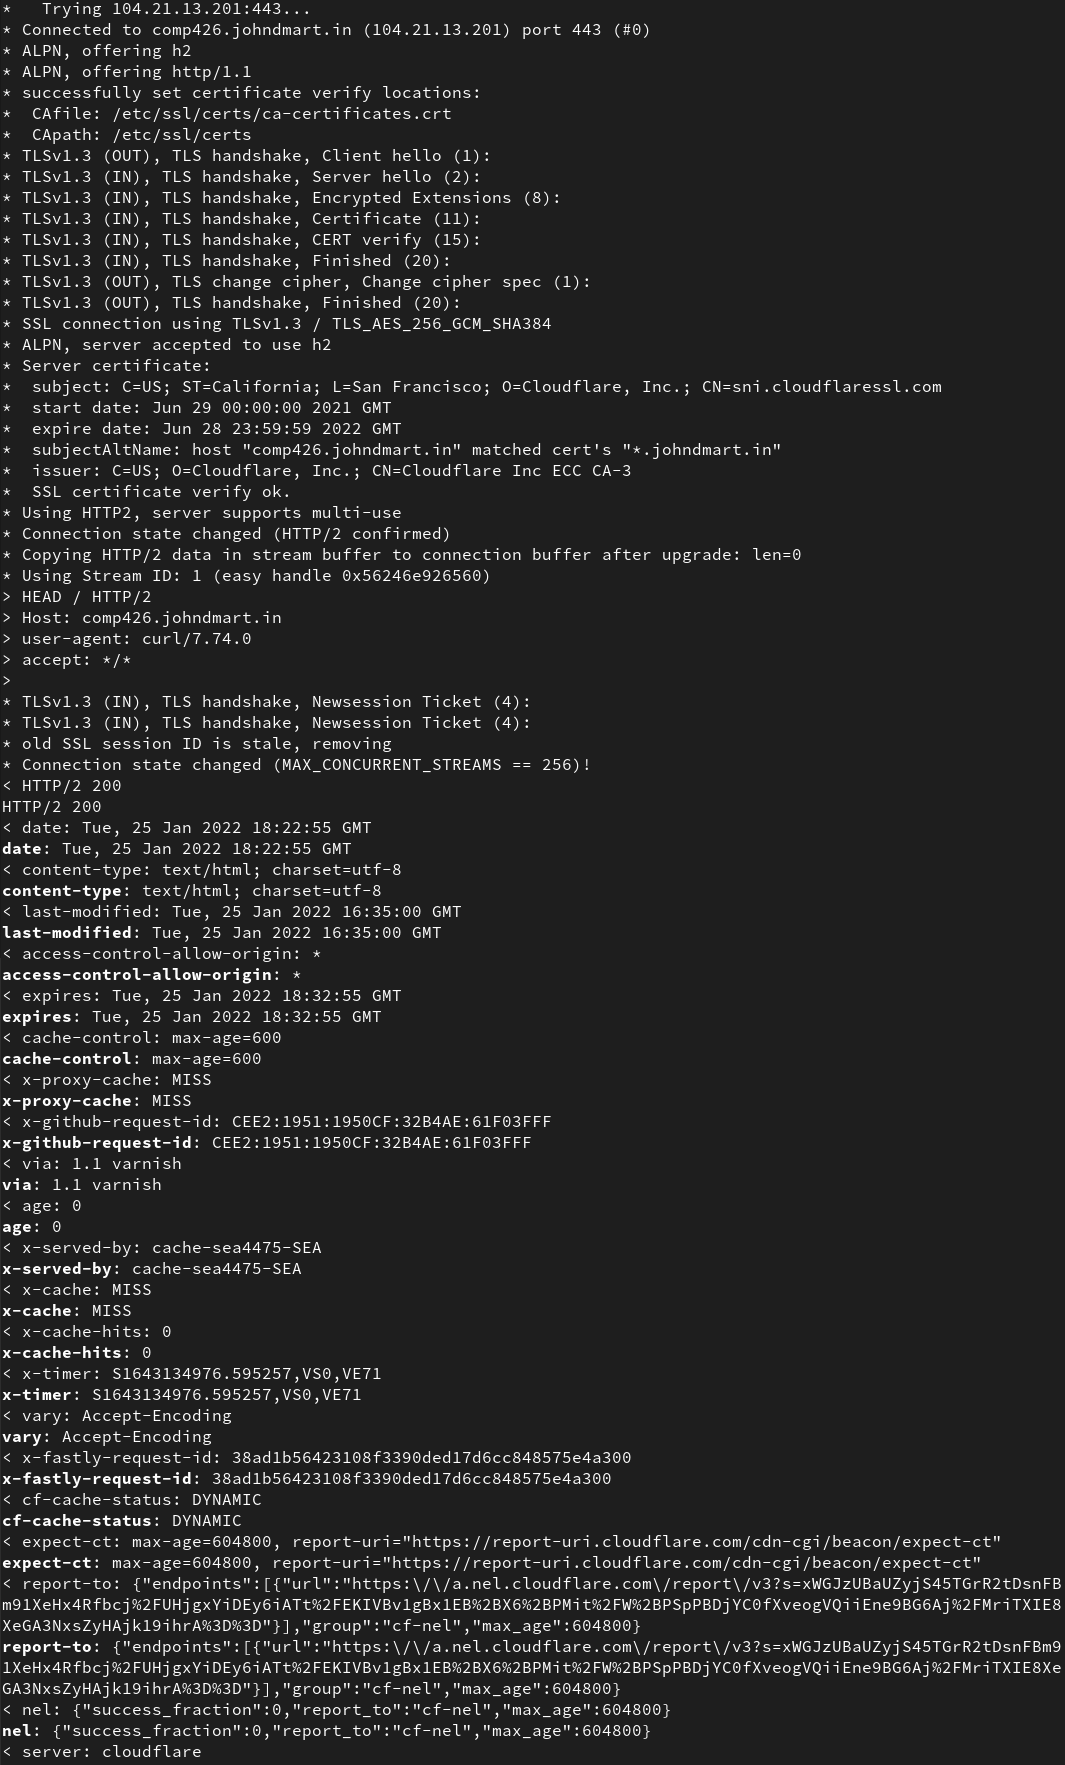 *   Trying 104.21.13.201:443...
* Connected to comp426.johndmart.in (104.21.13.201) port 443 (#0)
* ALPN, offering h2
* ALPN, offering http/1.1
* successfully set certificate verify locations:
*  CAfile: /etc/ssl/certs/ca-certificates.crt
*  CApath: /etc/ssl/certs
* TLSv1.3 (OUT), TLS handshake, Client hello (1):
* TLSv1.3 (IN), TLS handshake, Server hello (2):
* TLSv1.3 (IN), TLS handshake, Encrypted Extensions (8):
* TLSv1.3 (IN), TLS handshake, Certificate (11):
* TLSv1.3 (IN), TLS handshake, CERT verify (15):
* TLSv1.3 (IN), TLS handshake, Finished (20):
* TLSv1.3 (OUT), TLS change cipher, Change cipher spec (1):
* TLSv1.3 (OUT), TLS handshake, Finished (20):
* SSL connection using TLSv1.3 / TLS_AES_256_GCM_SHA384
* ALPN, server accepted to use h2
* Server certificate:
*  subject: C=US; ST=California; L=San Francisco; O=Cloudflare, Inc.; CN=sni.cloudflaressl.com
*  start date: Jun 29 00:00:00 2021 GMT
*  expire date: Jun 28 23:59:59 2022 GMT
*  subjectAltName: host "comp426.johndmart.in" matched cert's "*.johndmart.in"
*  issuer: C=US; O=Cloudflare, Inc.; CN=Cloudflare Inc ECC CA-3
*  SSL certificate verify ok.
* Using HTTP2, server supports multi-use
* Connection state changed (HTTP/2 confirmed)
* Copying HTTP/2 data in stream buffer to connection buffer after upgrade: len=0
* Using Stream ID: 1 (easy handle 0x56246e926560)
> HEAD / HTTP/2
> Host: comp426.johndmart.in
> user-agent: curl/7.74.0
> accept: */*
>
* TLSv1.3 (IN), TLS handshake, Newsession Ticket (4):
* TLSv1.3 (IN), TLS handshake, Newsession Ticket (4):
* old SSL session ID is stale, removing
* Connection state changed (MAX_CONCURRENT_STREAMS == 256)!
< HTTP/2 200
HTTP/2 200
< date: Tue, 25 Jan 2022 18:22:55 GMT
date: Tue, 25 Jan 2022 18:22:55 GMT
< content-type: text/html; charset=utf-8
content-type: text/html; charset=utf-8
< last-modified: Tue, 25 Jan 2022 16:35:00 GMT
last-modified: Tue, 25 Jan 2022 16:35:00 GMT
< access-control-allow-origin: *
access-control-allow-origin: *
< expires: Tue, 25 Jan 2022 18:32:55 GMT
expires: Tue, 25 Jan 2022 18:32:55 GMT
< cache-control: max-age=600
cache-control: max-age=600
< x-proxy-cache: MISS
x-proxy-cache: MISS
< x-github-request-id: CEE2:1951:1950CF:32B4AE:61F03FFF
x-github-request-id: CEE2:1951:1950CF:32B4AE:61F03FFF
< via: 1.1 varnish
via: 1.1 varnish
< age: 0
age: 0
< x-served-by: cache-sea4475-SEA
x-served-by: cache-sea4475-SEA
< x-cache: MISS
x-cache: MISS
< x-cache-hits: 0
x-cache-hits: 0
< x-timer: S1643134976.595257,VS0,VE71
x-timer: S1643134976.595257,VS0,VE71
< vary: Accept-Encoding
vary: Accept-Encoding
< x-fastly-request-id: 38ad1b56423108f3390ded17d6cc848575e4a300
x-fastly-request-id: 38ad1b56423108f3390ded17d6cc848575e4a300
< cf-cache-status: DYNAMIC
cf-cache-status: DYNAMIC
< expect-ct: max-age=604800, report-uri="https://report-uri.cloudflare.com/cdn-cgi/beacon/expect-ct"
expect-ct: max-age=604800, report-uri="https://report-uri.cloudflare.com/cdn-cgi/beacon/expect-ct"
< report-to: {"endpoints":[{"url":"https:\/\/a.nel.cloudflare.com\/report\/v3?s=xWGJzUBaUZyjS45TGrR2tDsnFB
m91XeHx4Rfbcj%2FUHjgxYiDEy6iATt%2FEKIVBv1gBx1EB%2BX6%2BPMit%2FW%2BPSpPBDjYC0fXveogVQiiEne9BG6Aj%2FMriTXIE8
XeGA3NxsZyHAjkl9ihrA%3D%3D"}],"group":"cf-nel","max_age":604800}
report-to: {"endpoints":[{"url":"https:\/\/a.nel.cloudflare.com\/report\/v3?s=xWGJzUBaUZyjS45TGrR2tDsnFBm9
1XeHx4Rfbcj%2FUHjgxYiDEy6iATt%2FEKIVBv1gBx1EB%2BX6%2BPMit%2FW%2BPSpPBDjYC0fXveogVQiiEne9BG6Aj%2FMriTXIE8Xe
GA3NxsZyHAjkl9ihrA%3D%3D"}],"group":"cf-nel","max_age":604800}
< nel: {"success_fraction":0,"report_to":"cf-nel","max_age":604800}
nel: {"success_fraction":0,"report_to":"cf-nel","max_age":604800}
< server: cloudflare